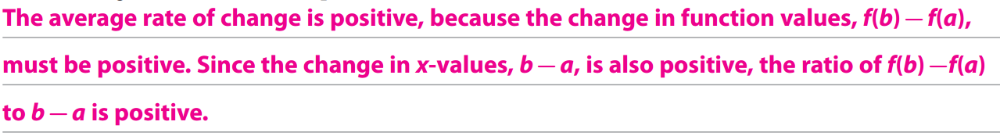 The average rate of change is positive, because the change in function values, f(b) — f(a),
must be positive. Since the change in x-values, b — a, is also positive, the ratio of f(b) —f(a)
to b — a is positive.